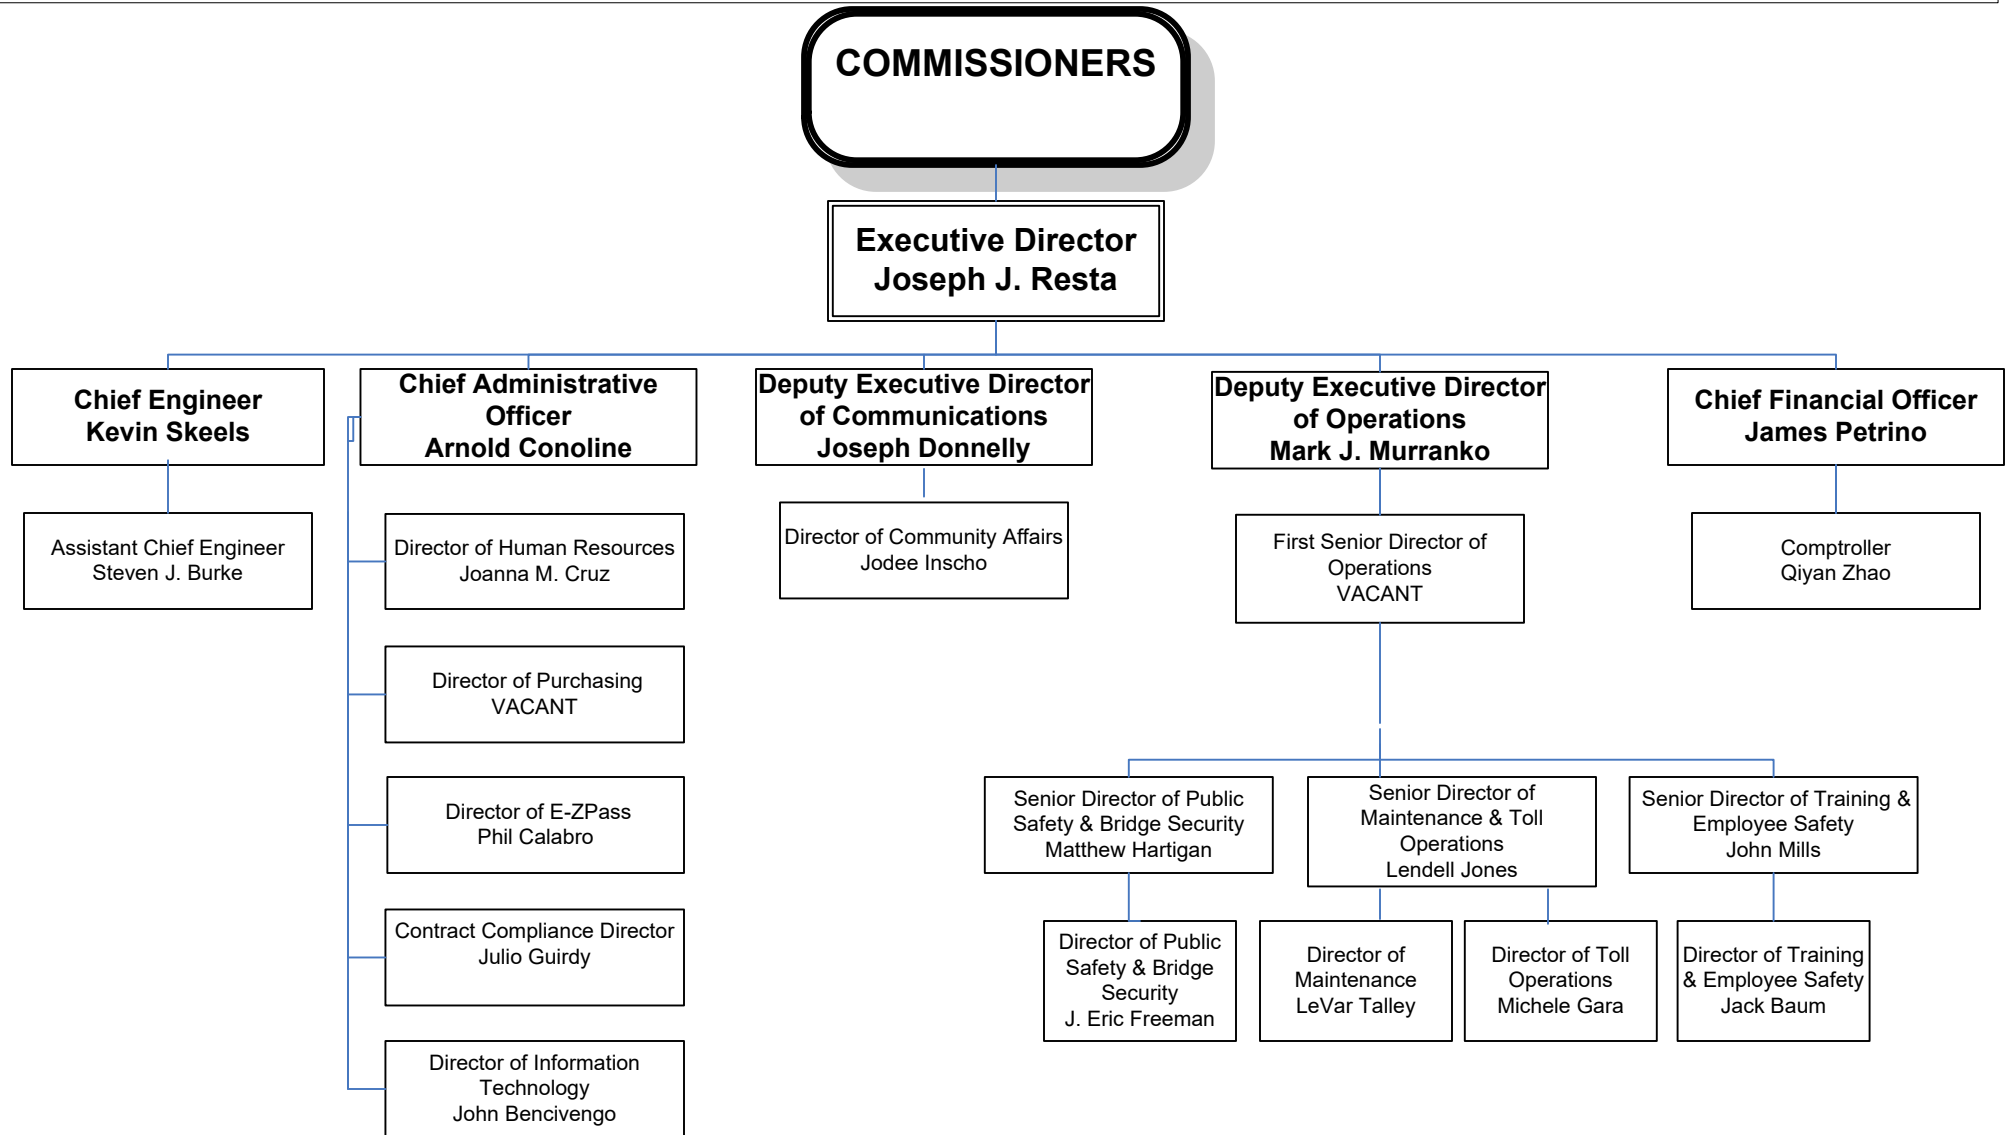 COMMISSIONERS
Executive Director
Joseph J. Resta
Chief Engineer
Kevin Skeels
Chief Administrative
Officer
Arnold Conoline
Deputy Executive Director
of Communications
Joseph Donnelly
Deputy Executive Director
of Operations
Mark J. Murranko
Chief Financial Officer
James Petrino
Assistant Chief Engineer
Steven J. Burke
Director of Human Resources
Joanna M. Cruz
Director of Community Affairs
Jodee Inscho
First Senior Director of
Operations
VACANT
Comptroller
Qiyan Zhao
Director of Purchasing
VACANT
Director of E-ZPass
Phil Calabro
Senior Director of Public
Safety & Bridge Security
Matthew Hartigan
Senior Director of
Maintenance & Toll
Operations
Lendell Jones
Senior Director of Training &
Employee Safety
John Mills
Contract Compliance Director
Julio Guirdy
Director of Public
Safety & Bridge
Security
J. Eric Freeman
Director of
Maintenance
LeVar Talley
Director of Toll
Operations
Michele Gara
Director of Training
& Employee Safety
Jack Baum
Director of Information
Technology
John Bencivengo